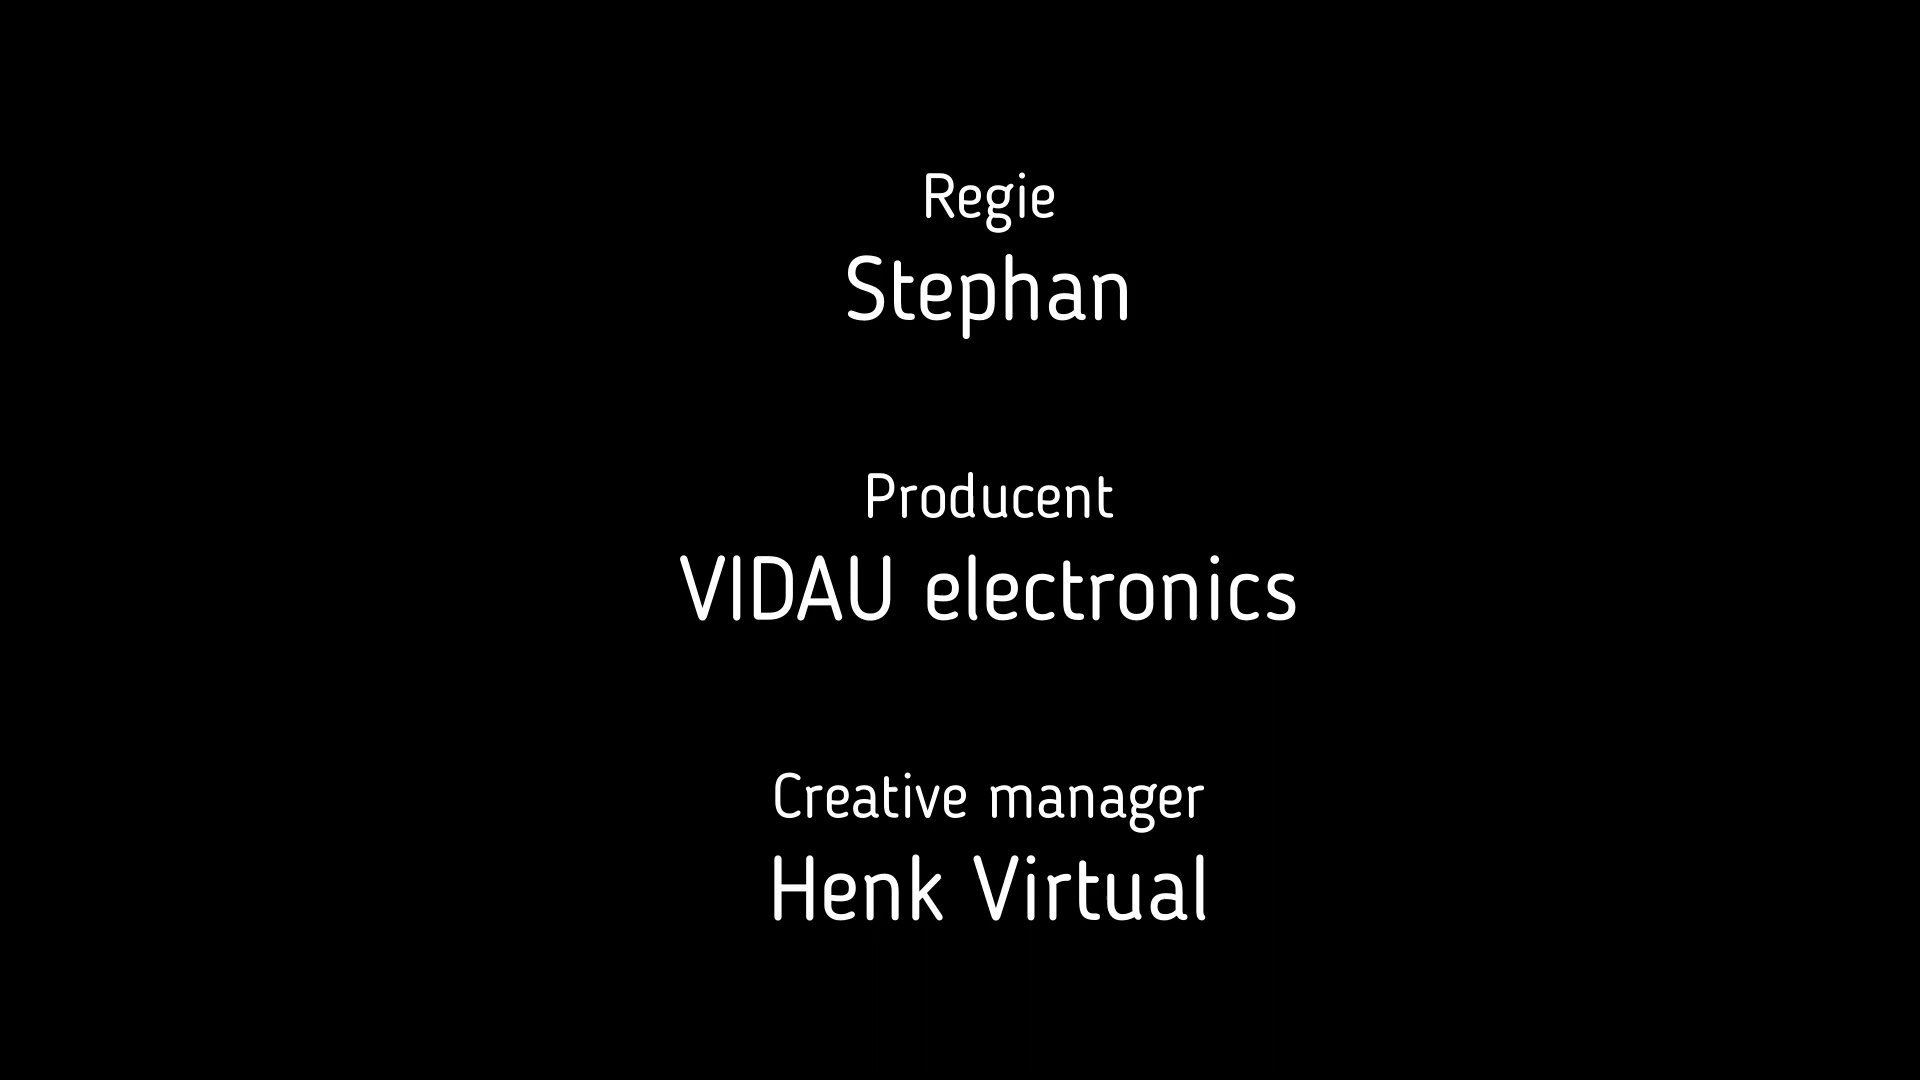 Regie
Stephan
Producent
VIDAU electronics
Creative manager
Henk Virtual